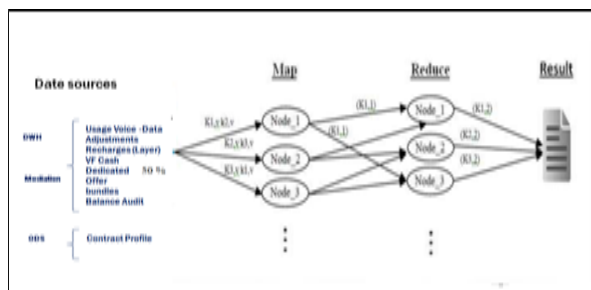 Map
Reduce
Result
Date sources
DWH
Mediation
ODS
Usage Voice -Data
Adjustments
Recharges (Layer)
VF Cash
Dedicated 50 %
Offer
bundles
Balance Audit
Contract Profile
Node_1
Node_2
Node_3
(K1,1)
(K1,1)
Node_1
Node_2
Node_3
(K1,2)
(K2,2)
(K3,2)